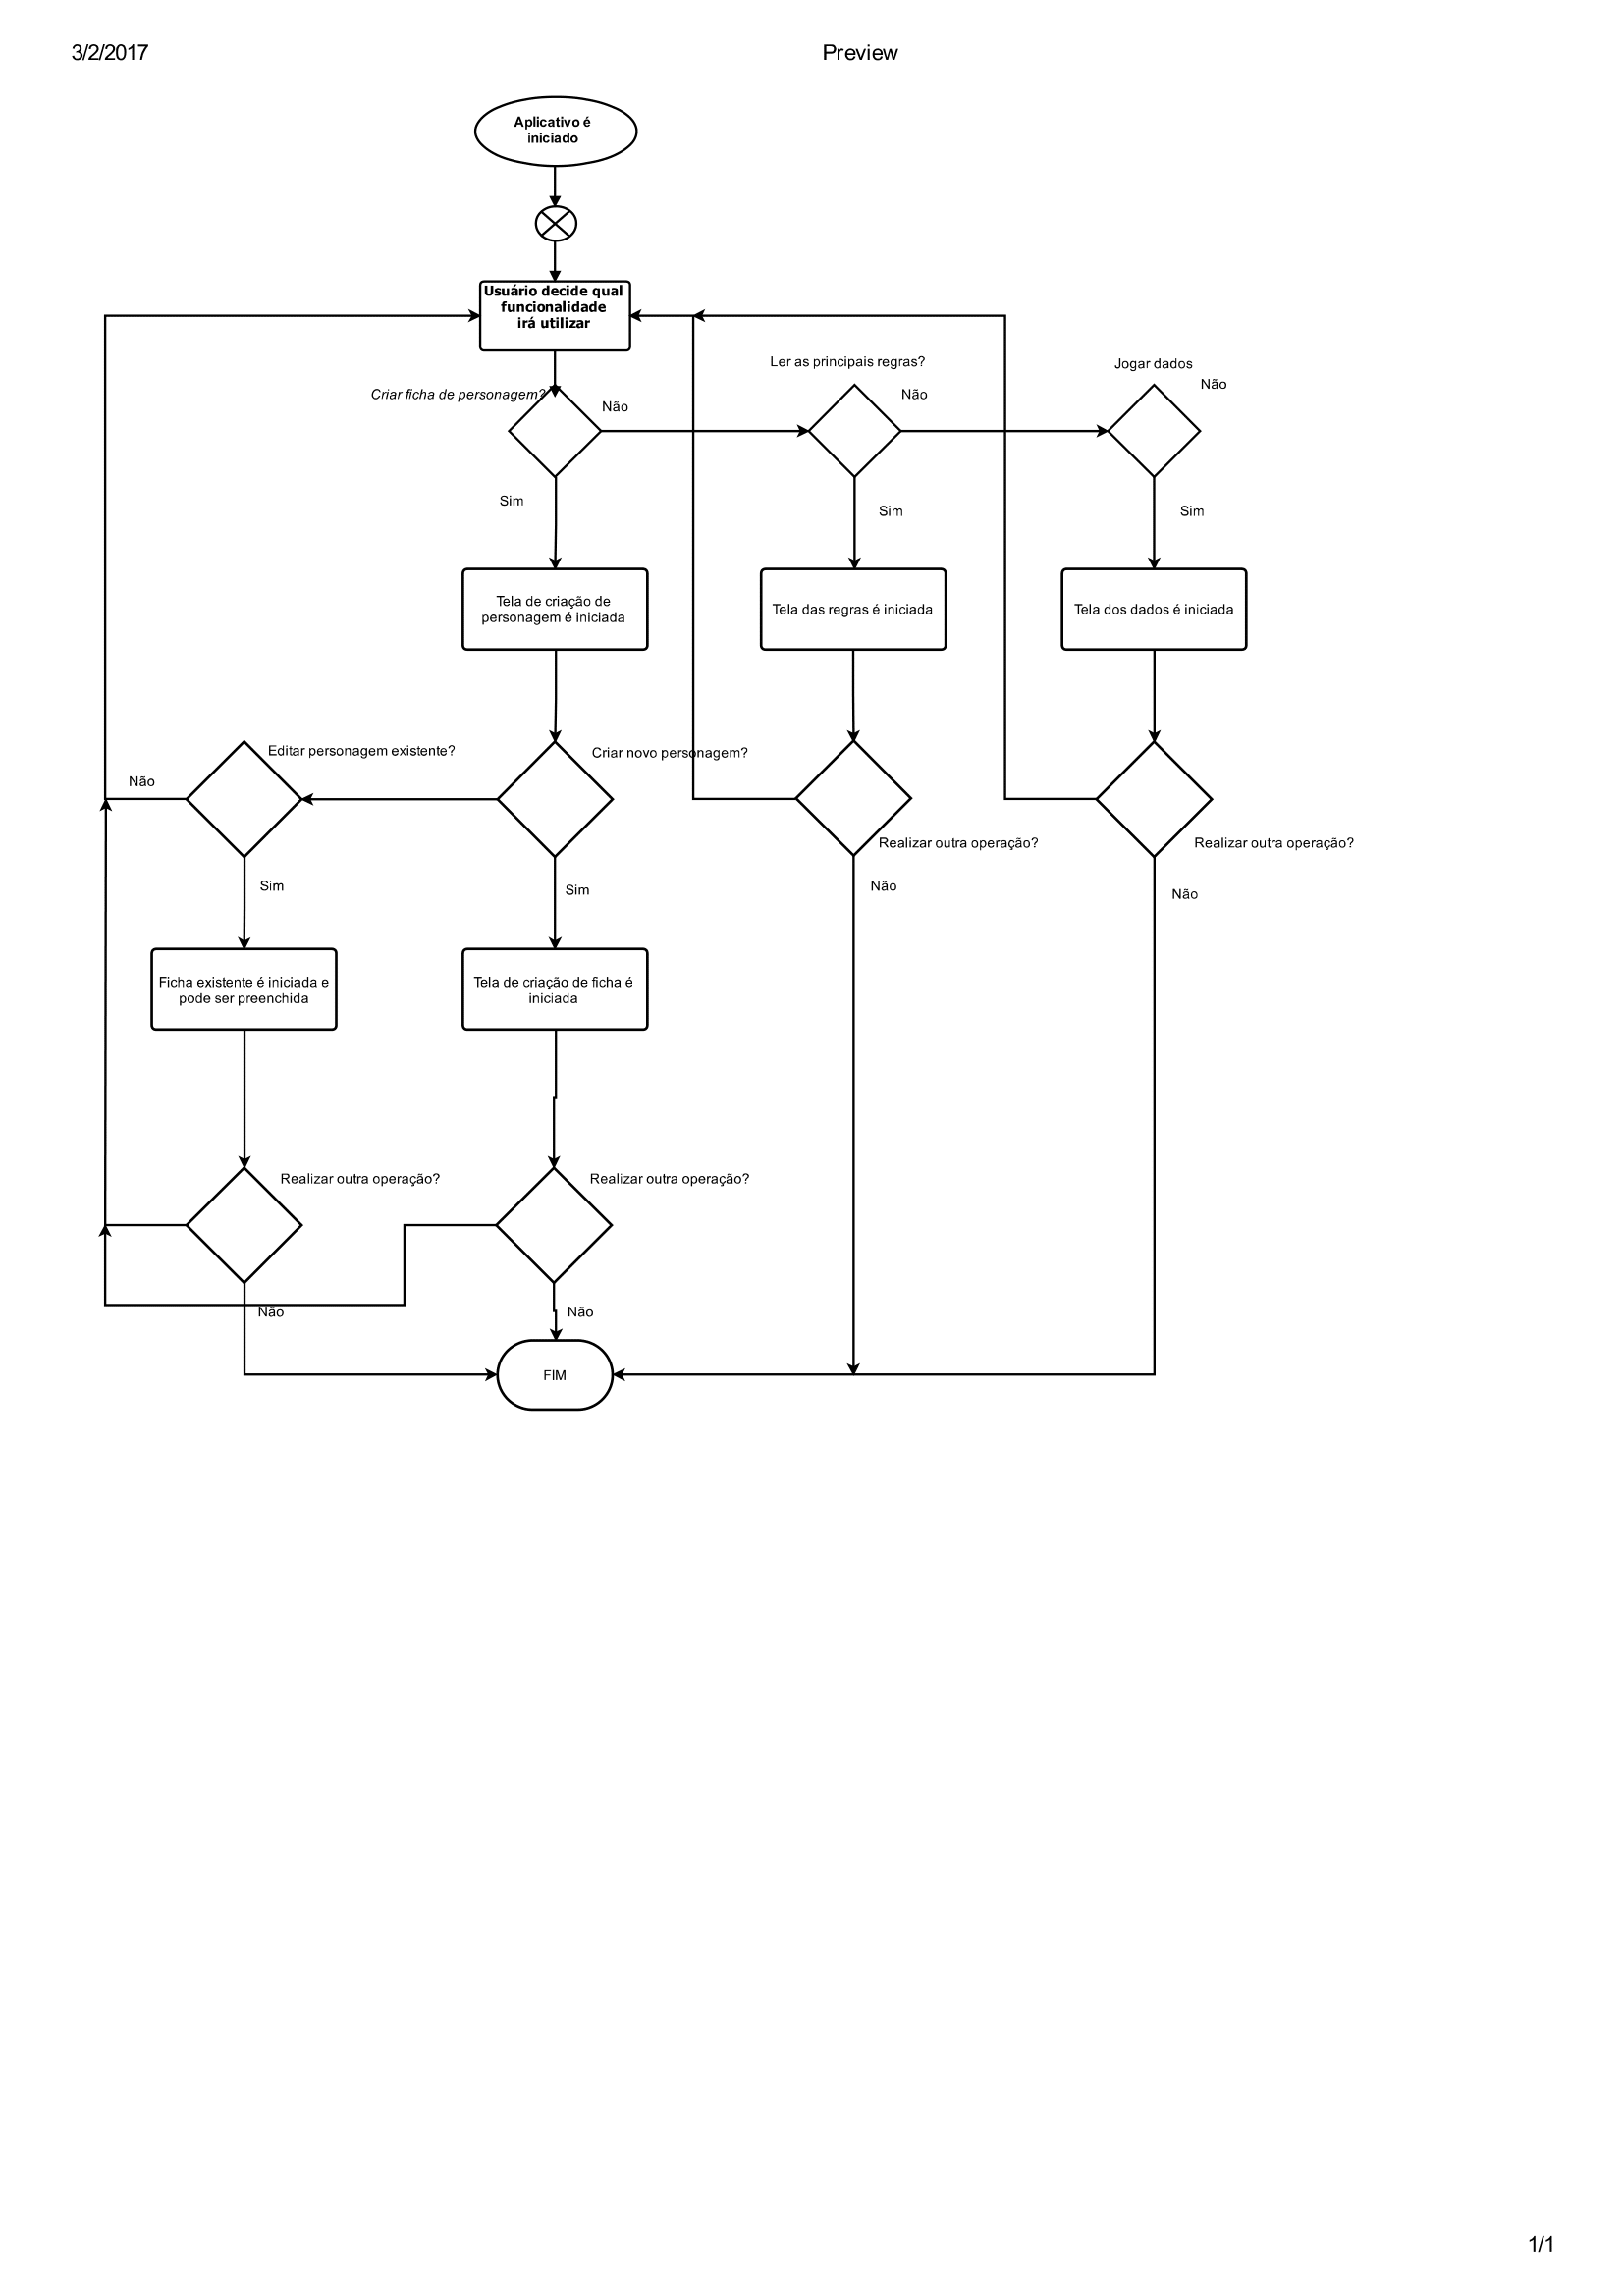 3/2/2017
Preview
Aplicativo é
iniciado
Usuário decide qual
funcionalidade
irá utilizar
Ler as principais regras?
Jogar dados
Não
Criar ficha de personagem?
Não
Não
Sim
Sim
Sim
Tela de criação de
personagem é iniciada
Tela das regras é iniciada
Tela dos dados é iniciada
Editar personagem existente?
Criar novo personagem?
Não
Realizar outra operação?
Realizar outra operação?
Sim
Sim
Não
Não
Ficha existente é iniciada e
pode ser preenchida
Tela de criação de ficha é
iniciada
Realizar outra operação?
Realizar outra operação?
Não
Não
FIM
1/1